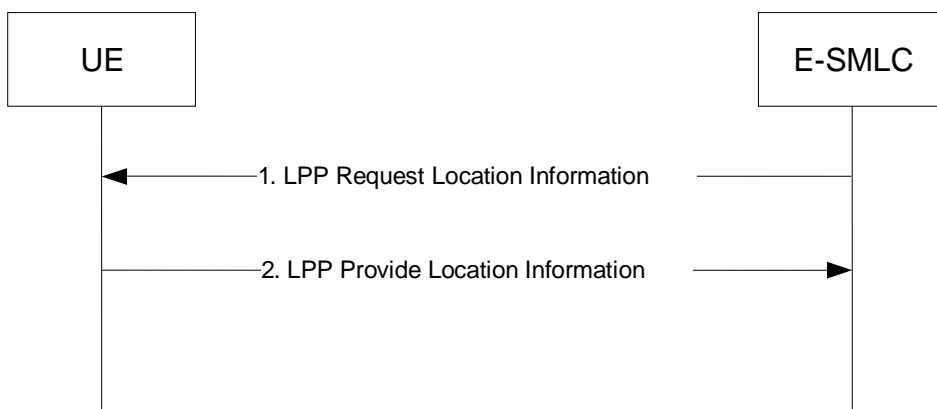 UE
E-SMLC
1. LPP Request Location Information
2. LPP Provide Location Information